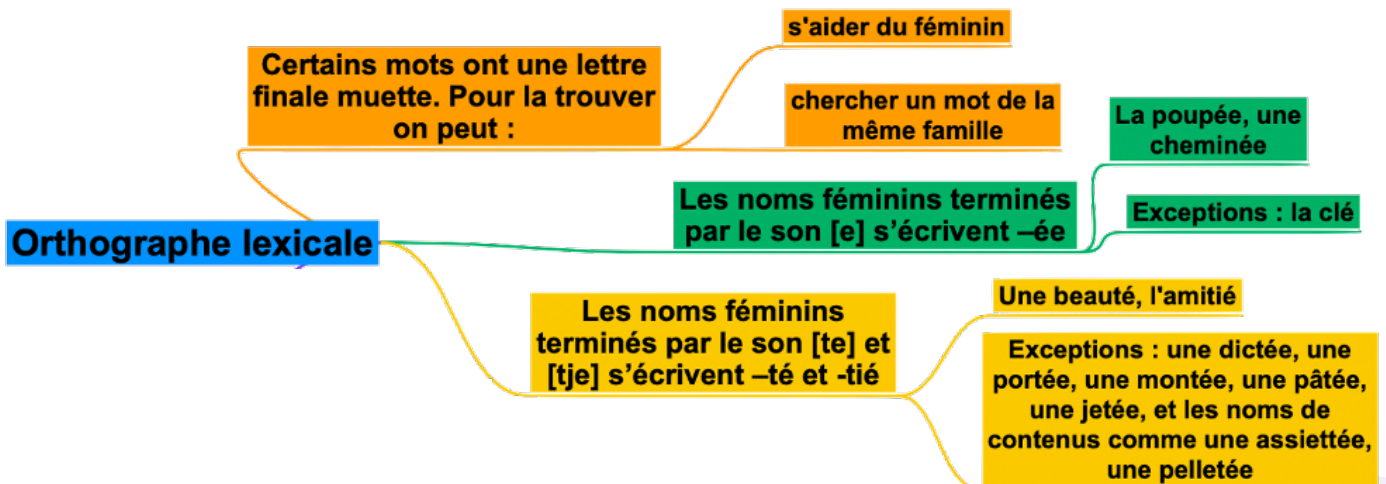 s'aider du féminin
Certains mots ont une lettre
finale muette. Pour la trouver
on peut :
chercher un mot de la
même famille
La poupée, une
cheminée
Les noms féminins terminés
par le son [e] s’écrivent –ée
Exceptions : la clé
Orthographe lexicale
Les noms féminins
terminés par le son [te] et
[tje] s’écrivent –té et -tié
Une beauté, l'amitié
Exceptions : une dictée, une
portée, une montée, une pâtée,
une jetée, et les noms de
contenus comme une assiettée,
une pelletée